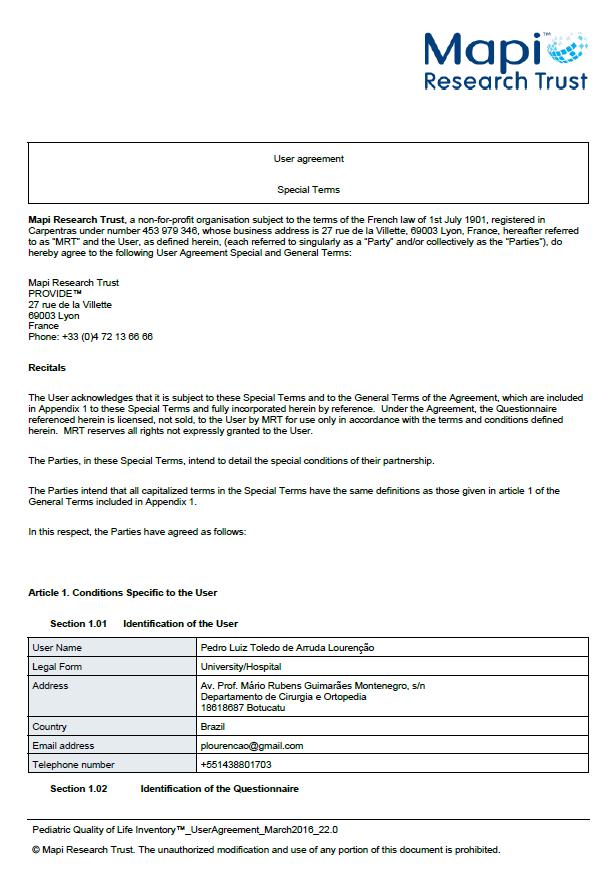 Mapi™
Research Trust
User agreement
Special Terms
Mapi Research Trust, a non-for-profit organisation subject to the terms of the French law of 1st July 1901, registered in
Carpentras under number 453 979 346, whose business address is 27 rue de la Villette, 69003 Lyon, France, hereafter referred
to as “MRT” and the User, as defined herein, (each referred to singularly as a “Party” and/or collectively as the “Parties”), do
hereby agree to the following User Agreement Special and General Terms:
Mapi Research Trust
PROVIDE™
27 rue de la Villette
69003 Lyon
France
Phone: +33 (0)4 72 13 66 66
Recitals
The User acknowledges that it is subject to these Special Terms and to the General Terms of the Agreement, which are included
in Appendix 1 to these Special Terms and fully incorporated herein by reference. Under the Agreement, the Questionnaire
referenced herein is licensed, not sold, to the User by MRT for use only in accordance with the terms and conditions defined
herein. MRT reserves all rights not expressly granted to the User.
The Parties, in these Special Terms, intend to detail the special conditions of their partnership.
The Parties intend that all capitalized terms in the Special Terms have the same definitions as those given in article 1 of the
General Terms included in Appendix 1.
In this respect, the Parties have agreed as follows:
Article 1. Conditions Specific to the User
Section 1.01 Identification of the User
User Name Pedro Luiz Toledo de Arruda Lourenção
Legal Form University/Hospital
Address Av. Prof. Mário Rubens Guimarães Montenegro, s/n
Departamento de Cirurgia e Ortopedia
18618687 Botucatu
Country Brazil
Email address plourencao@gmail.com
Telephone number +551438801703
Section 1.02 Identification of the Questionnaire
Pediatric Quality of Life Inventory™_UserAgreement_March2016_22.0
© Mapi Research Trust. The unauthorized modification and use of any portion of this document is prohibited.